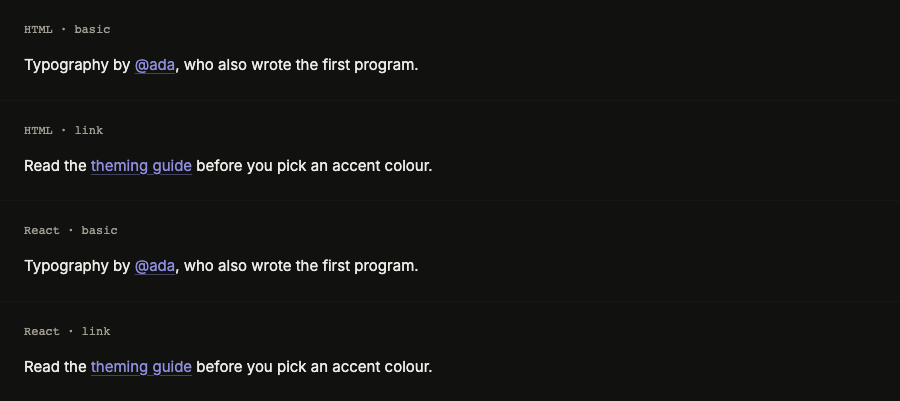 HTML · basic
Typography by @ada, who also wrote the first program.
HTML · link
Read the theming guide before you pick an accent colour.
React · basic
Typography by @ada, who also wrote the first program.
React · link
Read the theming guide before you pick an accent colour.